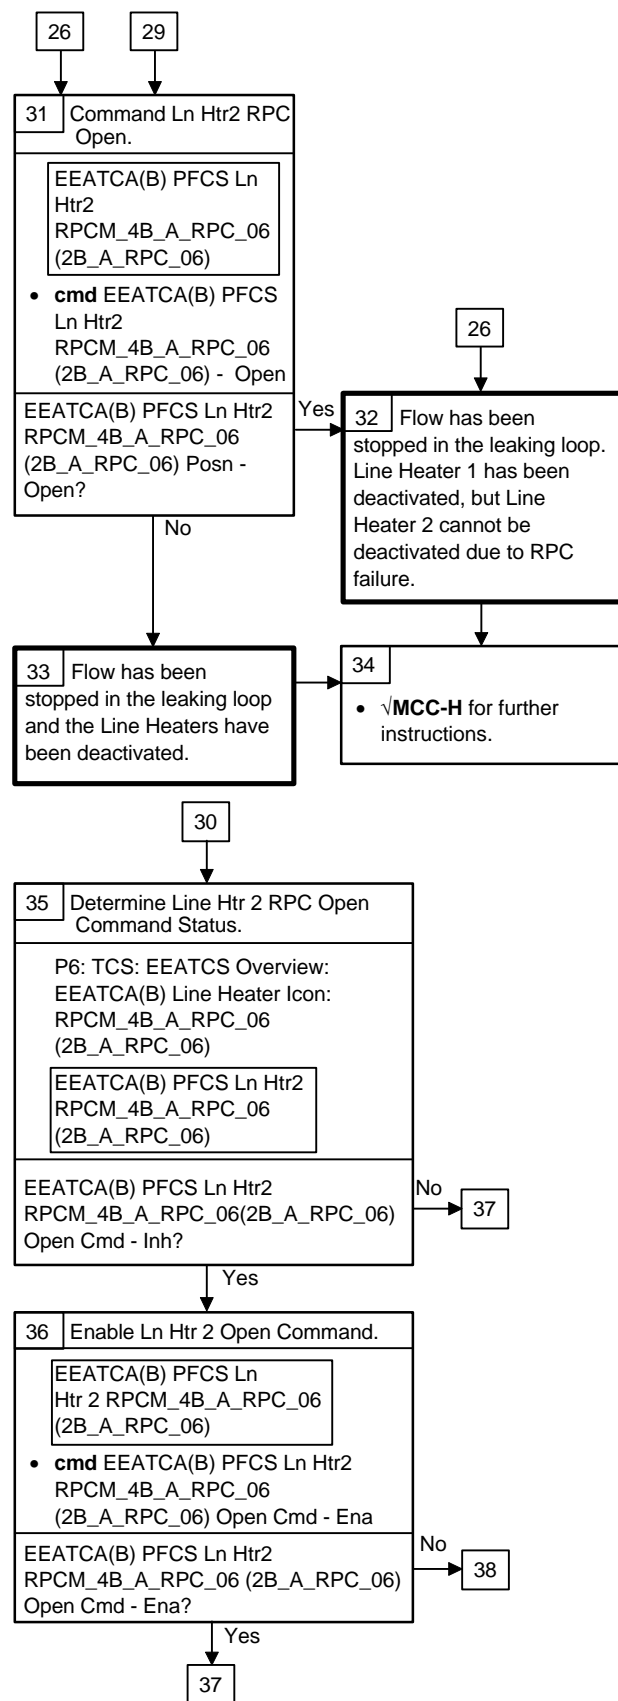 26
29
31
Command Ln Htr2 RPC
Open.
EEATCA(B) PFCS Ln
Htr2
RPCM_4B_A_RPC_06
(2B_A_RPC_06)
• cmd EEATCA(B) PFCS
Ln Htr2
RPCM_4B_A_RPC_06
(2B_A_RPC_06) - Open
EEATCA(B) PFCS Ln Htr2
RPCM_4B_A_RPC_06
(2B_A_RPC_06) Posn -
Open?
Yes
No
26
32
Flow has been
stopped in the leaking loop.
Line Heater 1 has been
deactivated, but Line
Heater 2 cannot be
deactivated due to RPC
failure.
33
Flow has been
stopped in the leaking loop
and the Line Heaters have
been deactivated.
34
• √MCC-H for further
instructions.
30
35
Determine Line Htr 2 RPC Open
Command Status.
P6: TCS: EEATCS Overview:
EEATCA(B) Line Heater Icon:
RPCM_4B_A_RPC_06
(2B_A_RPC_06)
EEATCA(B) PFCS Ln Htr2
RPCM_4B_A_RPC_06
(2B_A_RPC_06)
EEATCA(B) PFCS Ln Htr2
RPCM_4B_A_RPC_06(2B_A_RPC_06)
Open Cmd - Inh?
No
37
Yes
36
Enable Ln Htr 2 Open Command.
EEATCA(B) PFCS Ln
Htr 2 RPCM_4B_A_RPC_06
(2B_A_RPC_06)
• cmd EEATCA(B) PFCS Ln Htr2
RPCM_4B_A_RPC_06
(2B_A_RPC_06) Open Cmd - Ena
EEATCA(B) PFCS Ln Htr2
RPCM_4B_A_RPC_06 (2B_A_RPC_06)
Open Cmd - Ena?
No
38
Yes
37